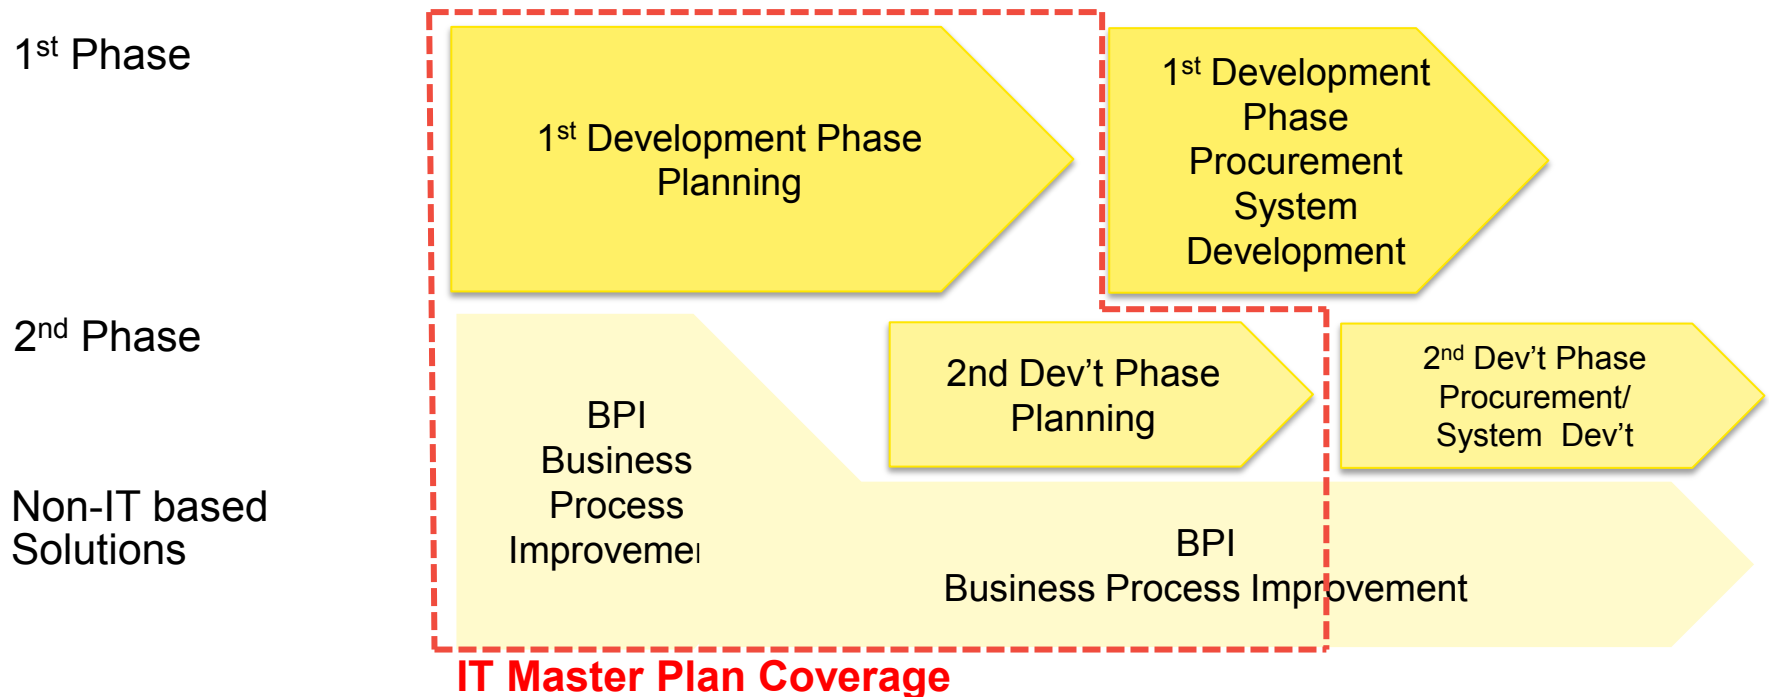 1st Phase
1st Development Phase
Planning
1st Development
Phase
Procurement
System
Development
2nd Phase
2nd Dev’t Phase
Planning
2nd Dev’t Phase
Procurement/
System Dev’t
BPI
Business
Process
Improvemen
Non-IT based
Solutions
BPI
Business Process Improvement
IT Master Plan Coverage